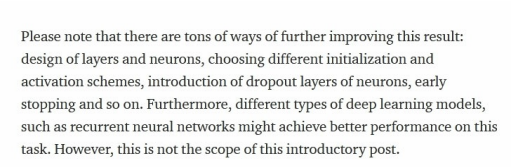 Please note that there are tons of ways of further improving this result:
design of layers and neurons, choosing different initialization and
activation schemes, introduction of dropout layers of neurons, early
stopping and so on. Furthermore, different types of deep learning models,
such as recurrent neural networks might achieve better performance on this
task. However, this is not the scope of this introductory post.